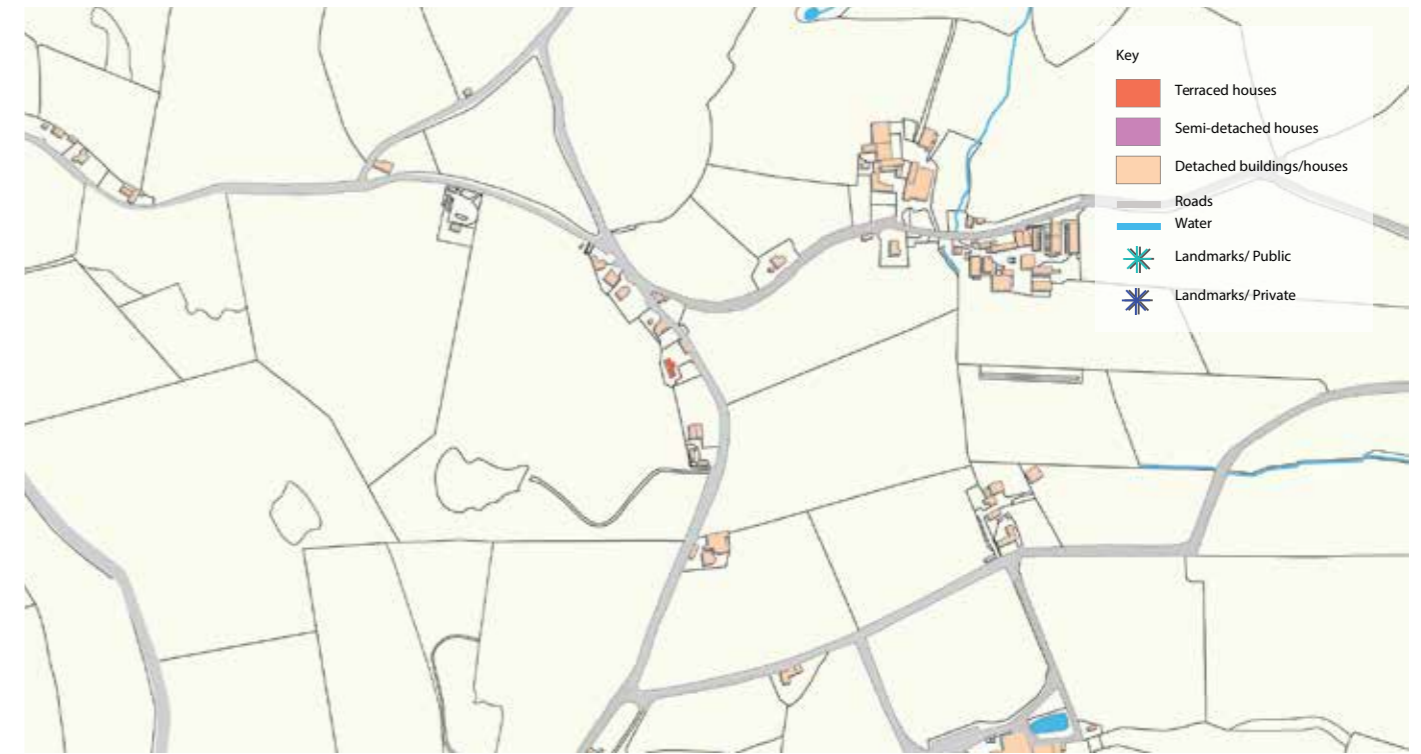 Key
Terraced houses
Semi-detached houses
Detached buildings/houses
Roads
Water
Landmarks/ Public
Landmarks/ Private